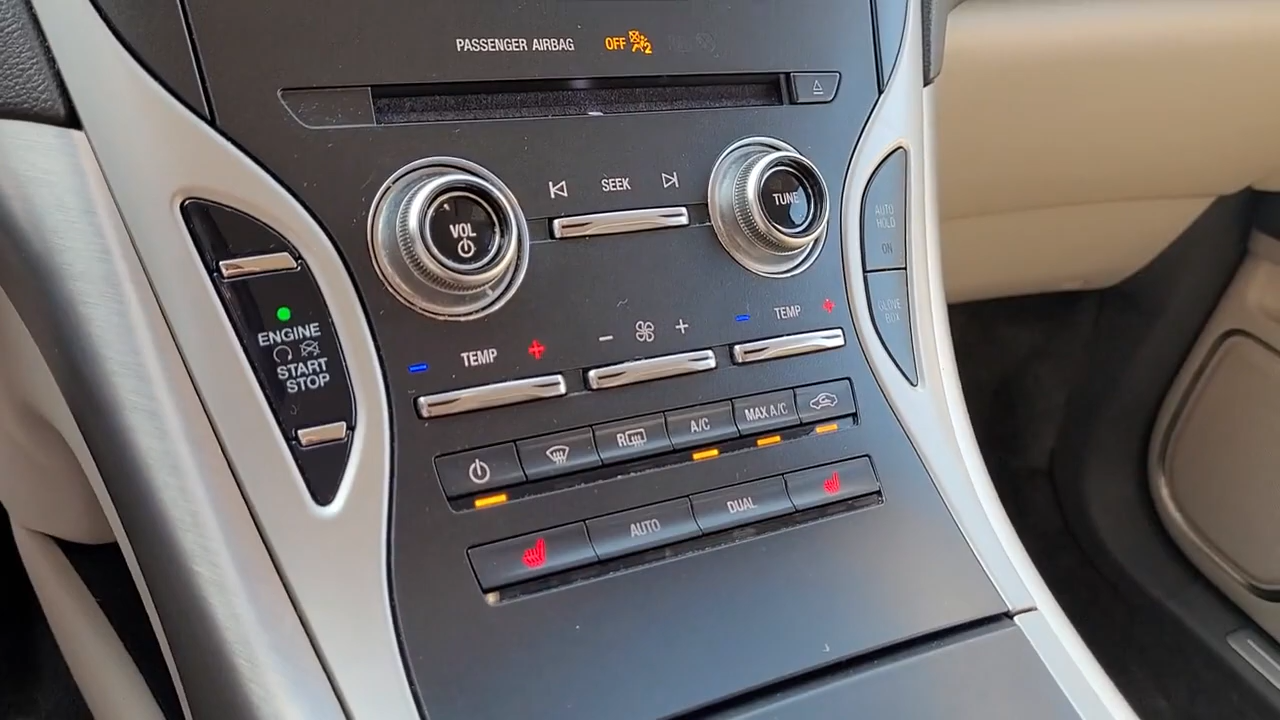 PASSENGER AIRBAG OFF 2
SEEK
TUNE
VOL
AUTO
HOLD
ON
GLOVE
BOX
ENGINE
START
STOP
TEMP
TEMP
A/C
MAX A/C
R
AUTO
DUAL